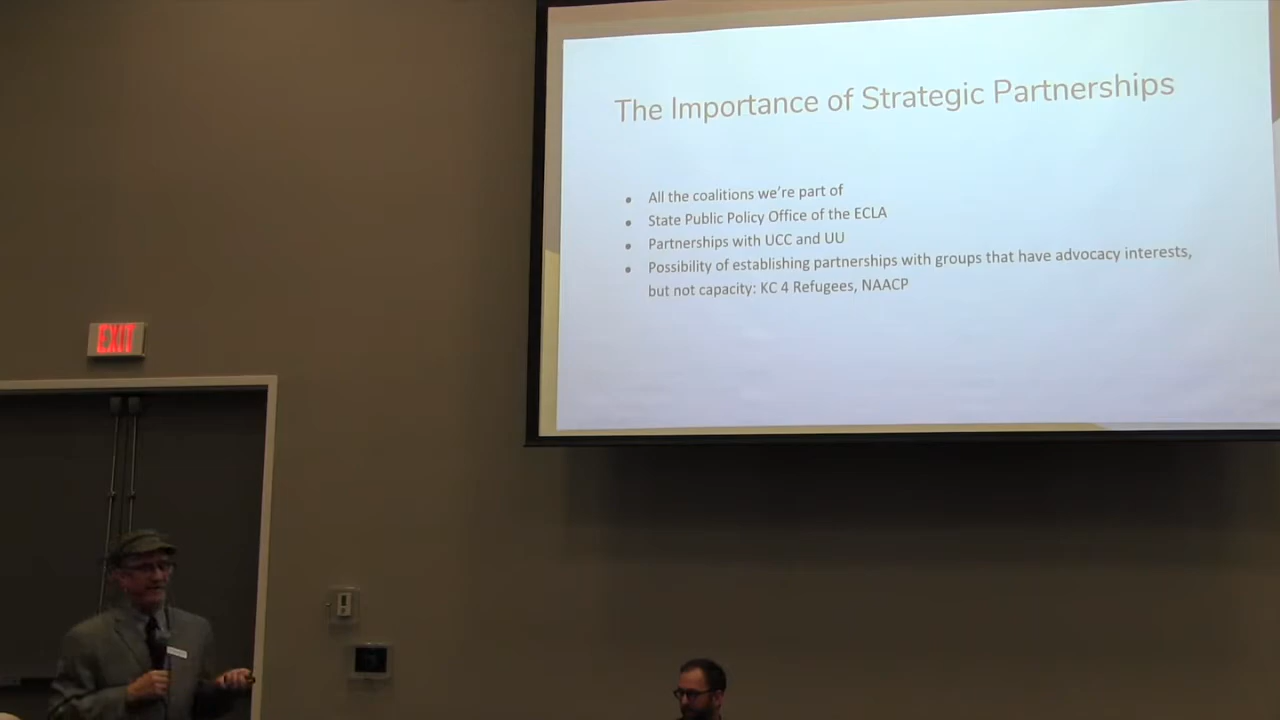 The Importance of Strategic Partnerships
All the coalitions we're part of
State Public Policy Office of the ECLA
Partnerships with UCC and UU
Possibility of establishing partnerships with groups that have advocacy interests,
but not capacity: KC 4 Refugees, NAACP
EXIT